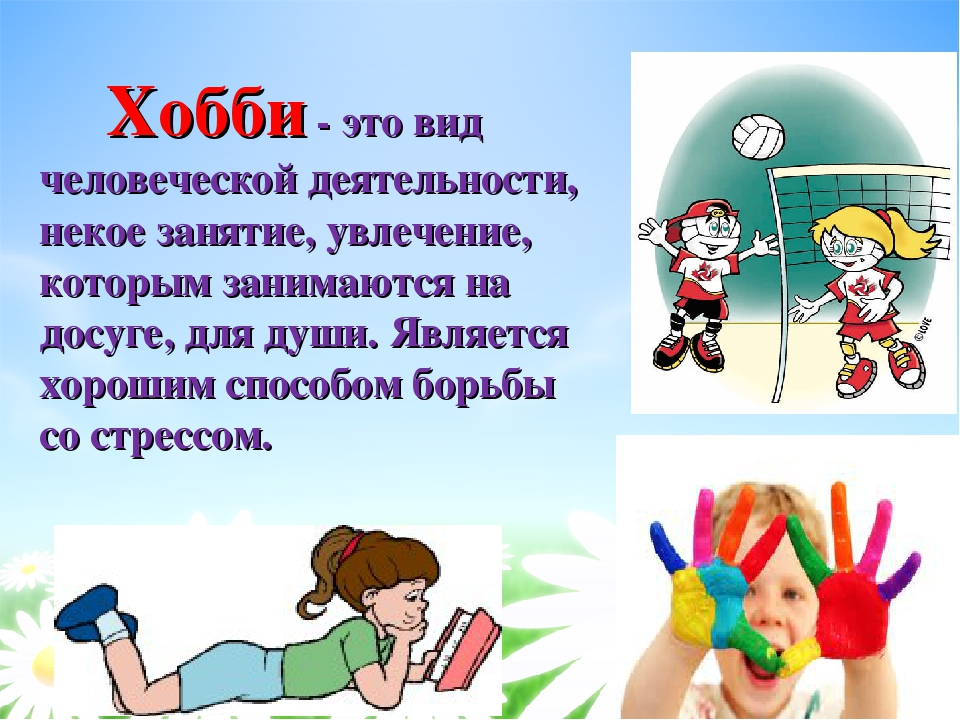 Хобби - это вид
человеческой деятельности,
некое занятие, увлечение,
которым занимаются на
досуге, для души. Является
хорошим способом борьбы
со стрессом.
©LOVE